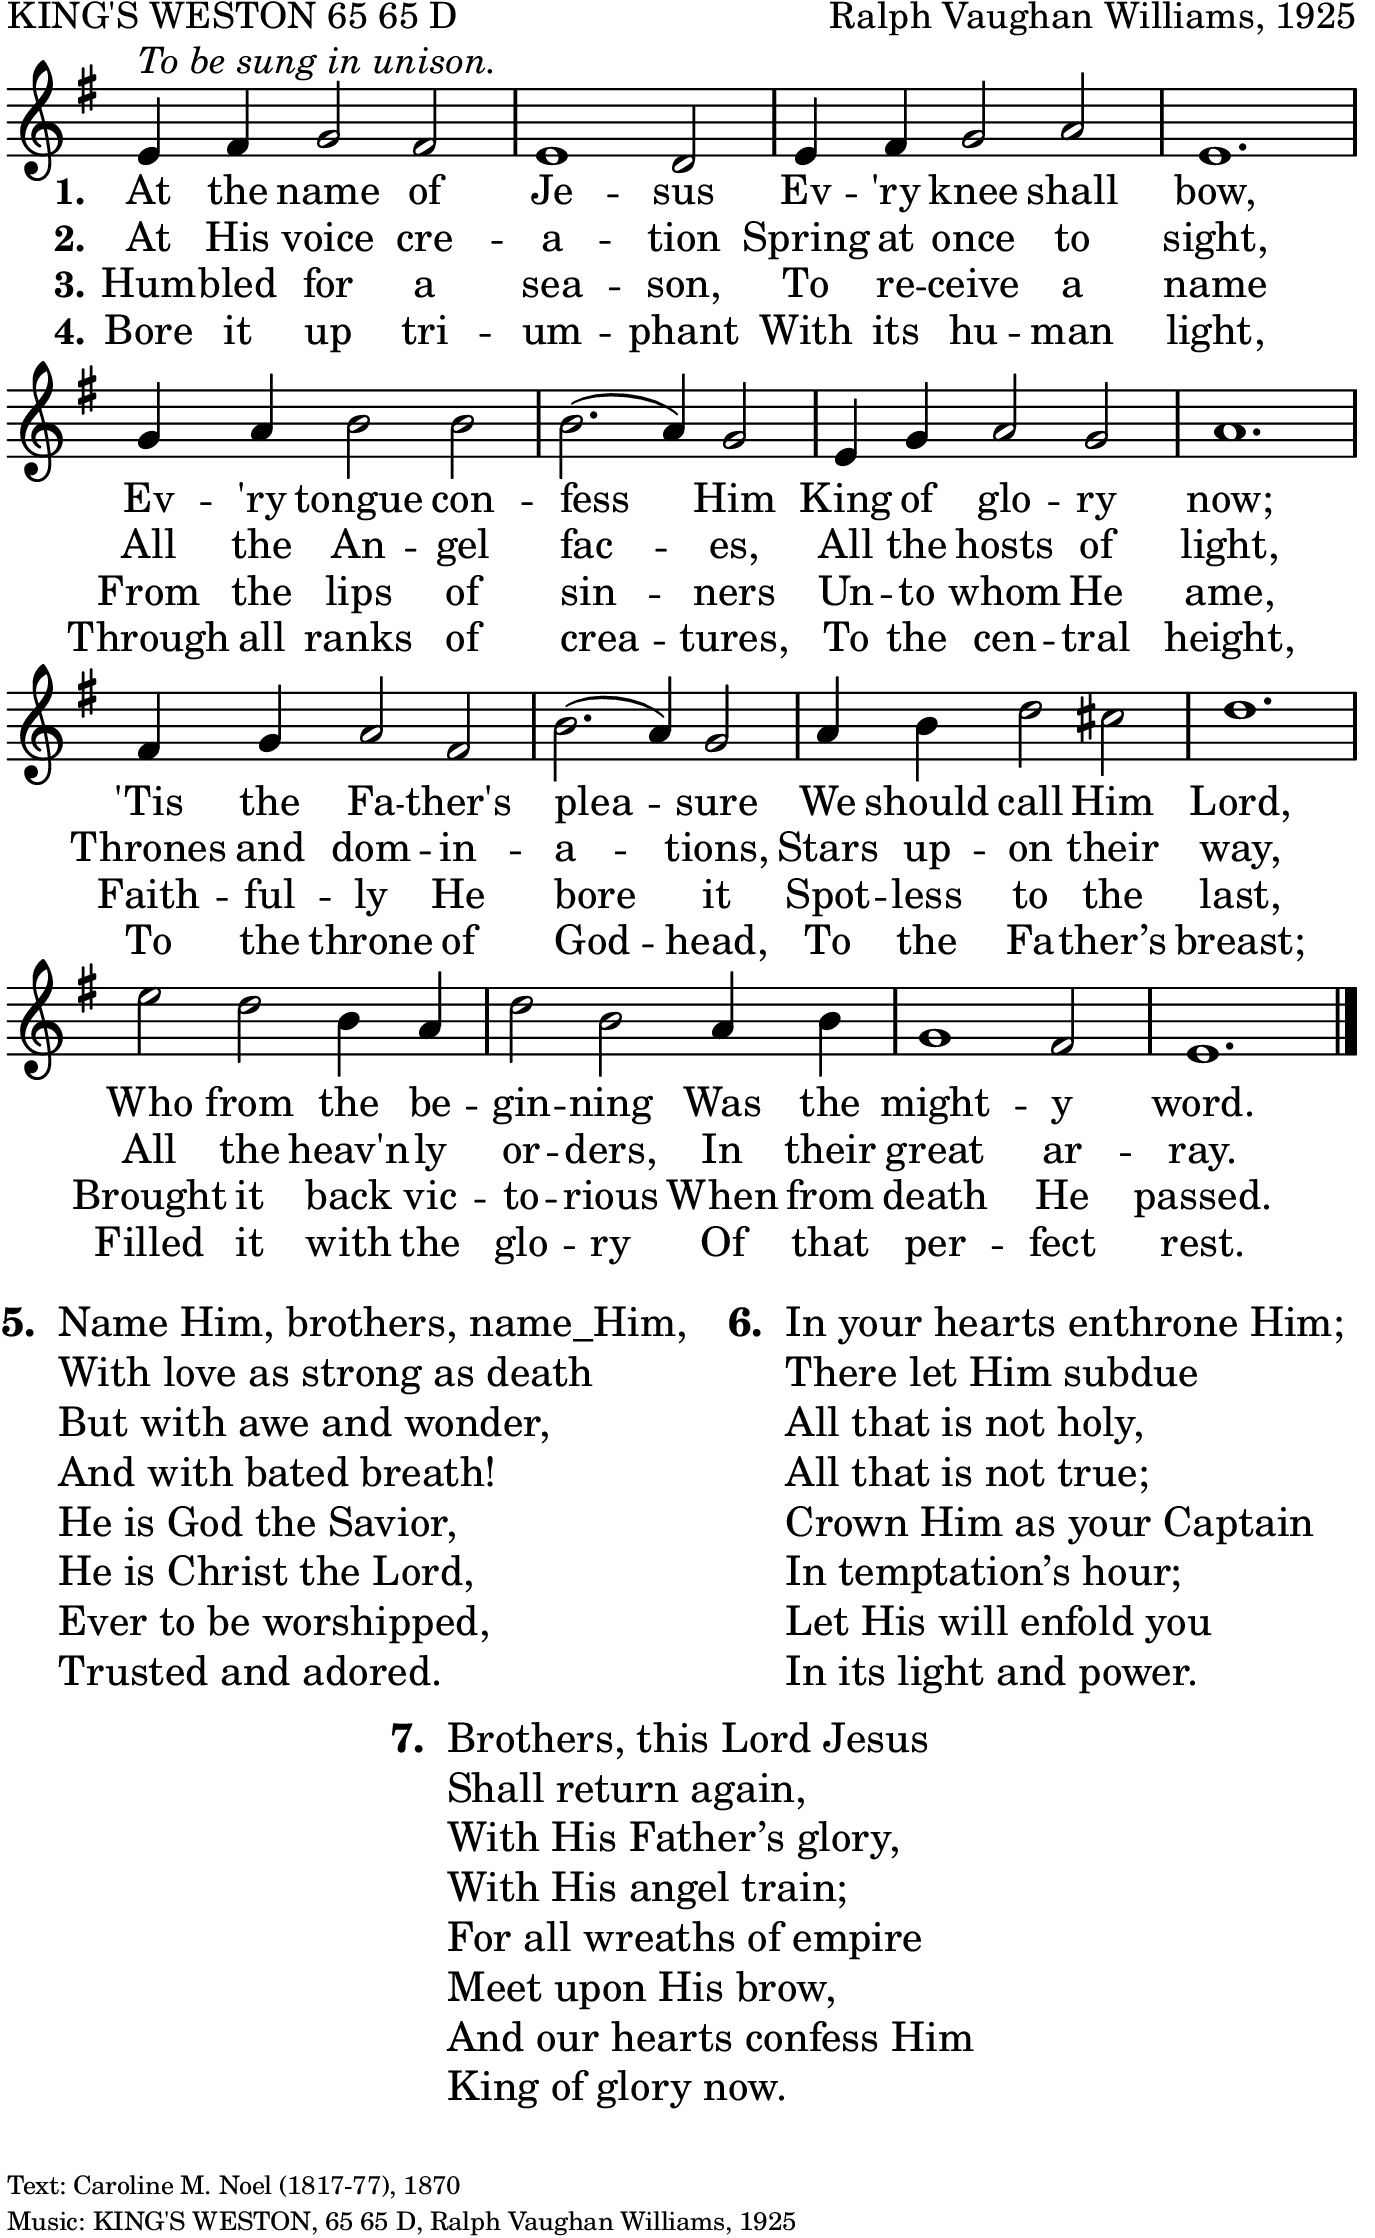 KING'S WESTON 65 65 D
Ralph Vaughan Williams, 1925
To be sung in unison.
1. At the name of Je - sus Ev - 'ry knee shall bow,
2. At His voice cre - a - tion Spring at once to sight,
3. Humbled for a sea - son, To re - ceive a name
4. Bore it up tri - um - phant With its hu - man light,
Ev - 'ry tongue con - fess Him King of glo - ry now;
All the An - gel fac - es, All the hosts of light,
From the lips of sin - ners Un - to whom He ame,
Through all ranks of crea - tures, To the cen - tral height,
'Tis the Fa - ther's plea - sure We should call Him Lord,
Thrones and dom - in - a - tions, Stars up - on their way,
Faith - ful - ly He bore it Spot - less to the last,
To the throne of God - head, To the Father’s breast;
Who from the be - gin - ning Was the might - y word.
All the heav'nly or - ders, In their great ar - ray.
Brought it back vic - to - rious When from death He passed.
Filled it with the glo - ry Of that per - fect rest.
5. Name Him, brothers, name_Him,
With love as strong as death
But with awe and wonder,
And with bated breath!
He is God the Savior,
He is Christ the Lord,
Ever to be worshipped,
Trusted and adored.
6. In your hearts enthrone Him;
There let Him subdue
All that is not holy,
All that is not true;
Crown Him as your Captain
In temptation’s hour;
Let His will enfold you
In its light and power.
7. Brothers, this Lord Jesus
Shall return again,
With His Father’s glory,
With His angel train;
For all wreaths of empire
Meet upon His brow,
And our hearts confess Him
King of glory now.
Text: Caroline M. Noel (1817-77), 1870
Music: KING'S WESTON, 65 65 D, Ralph Vaughan Williams, 1925